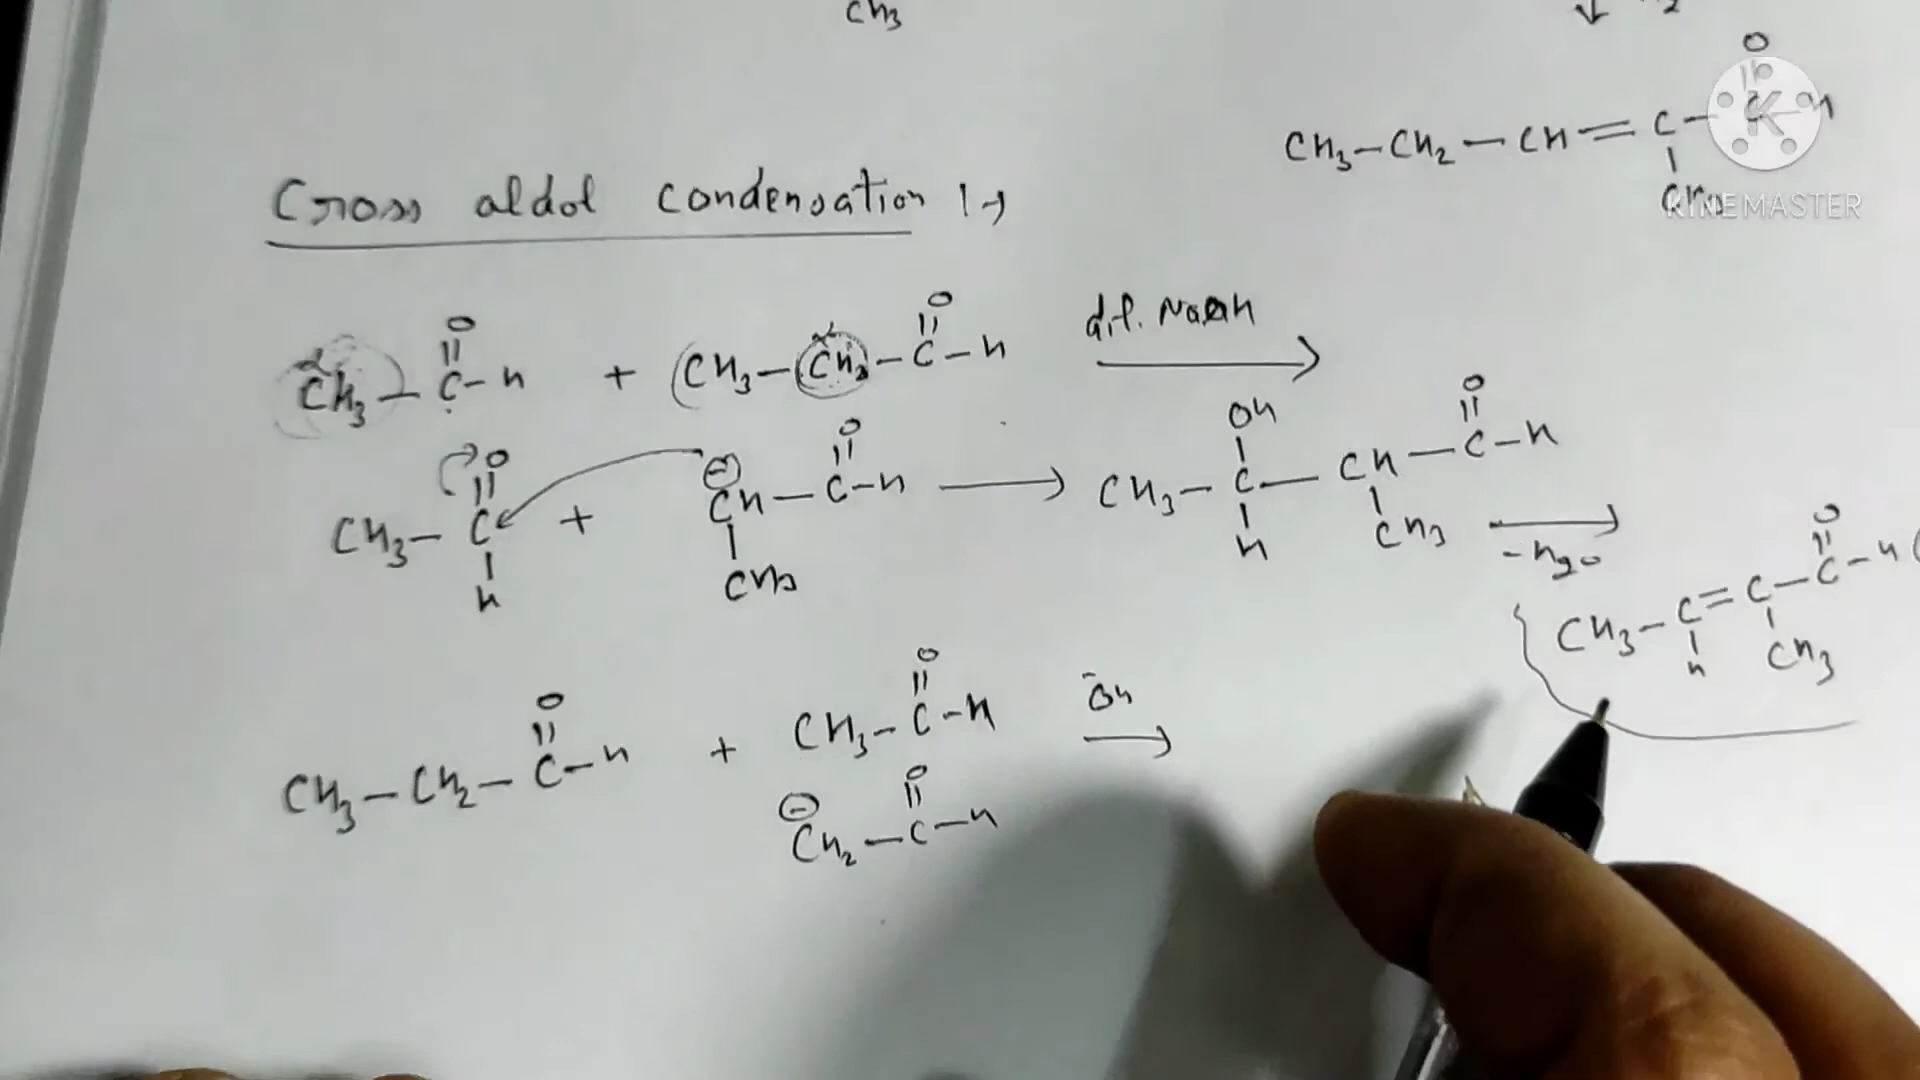 CH3
O
||
CH3-CH2-CH=C-C-H
|
CH3
KINEMASTER
Cross aldol condensation :→
O
||
α
CH3-C-H + CH3-CH2-C-H dil. NaOH →
O
||
CH3-C-H + ⊖CH-C-H → CH3-C-CH-C-H
OH
|
H
CH3
CH3
-H2O →
O
||
CH3-C=C-C-H
|
H
CH3
O
||
CH3-CH2-C-H + CH3-C-H ŌH →
O
||
⊖
CH2-C-H